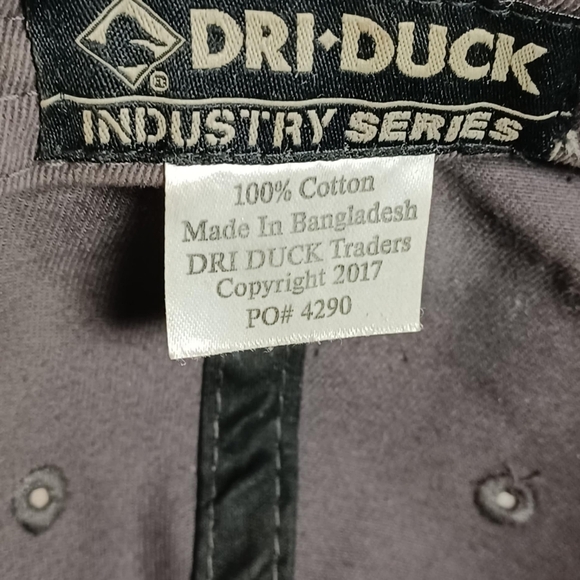 DRI·DUCK
INDUSTRY SERIES
100% Cotton
Made In Bangladesh
DRI DUCK Traders
Copyright 2017
PO# 4290